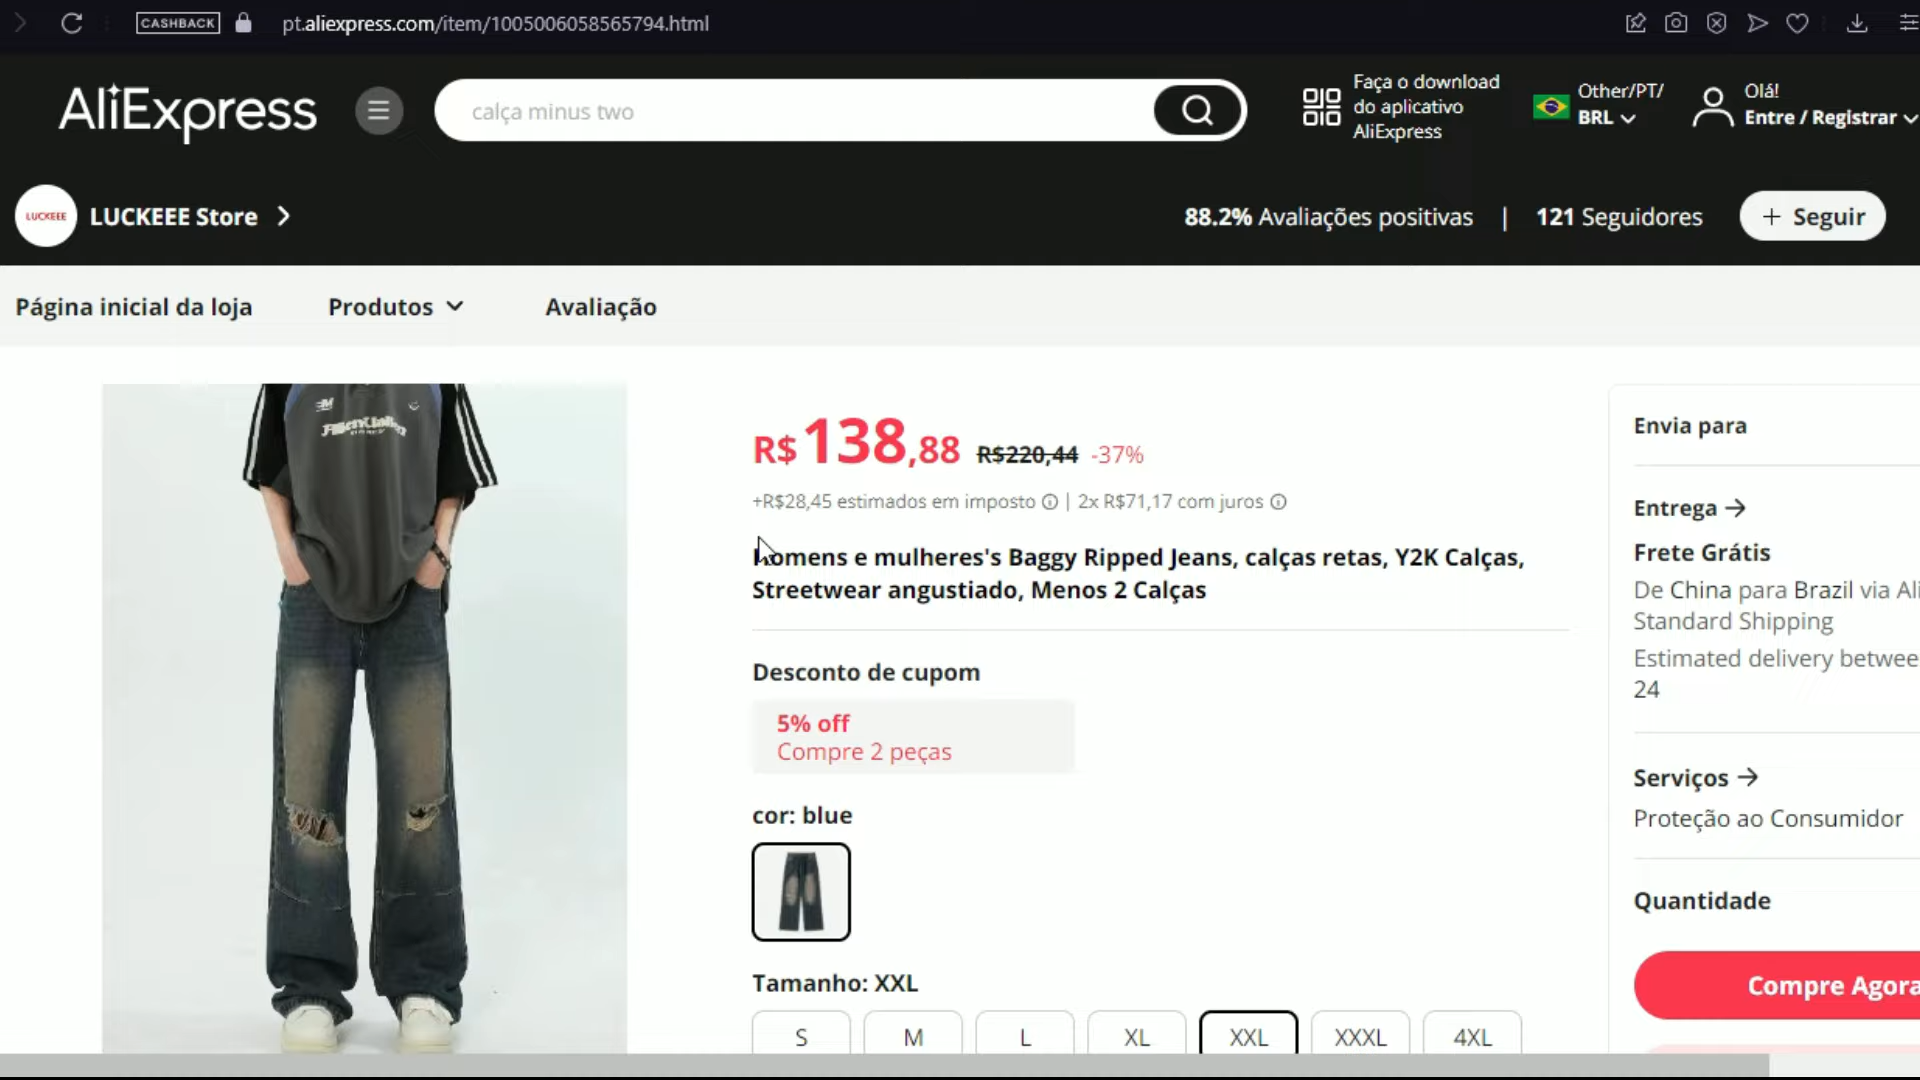 CASHBACK
pt.aliexpress.com/item/1005006058565794.html
AliExpress
calça minus two
Faça o download
do aplicativo
AliExpress
Other/PT/
BRL
Olá!
Entre / Registrar
LUCKEEE
LUCKEEE Store
88.2% Avaliações positivas | 121 Seguidores
+ Seguir
Página inicial da loja
Produtos
Avaliação
R$138,88 R$220,44 -37%
+R$28,45 estimados em imposto | 2x R$71,17 com juros
Homens e mulheres's Baggy Ripped Jeans, calças retas, Y2K Calças,
Streetwear angustiado, Menos 2 Calças
Desconto de cupom
5% off
Compre 2 peças
cor: blue
Tamanho: XXL
S M L XL XXL XXXL 4XL
Envia para
Entrega
Frete Grátis
De China para Brazil via Ali
Standard Shipping
Estimated delivery betwee
24
Serviços
Proteção ao Consumidor
Quantidade
Compre Agora